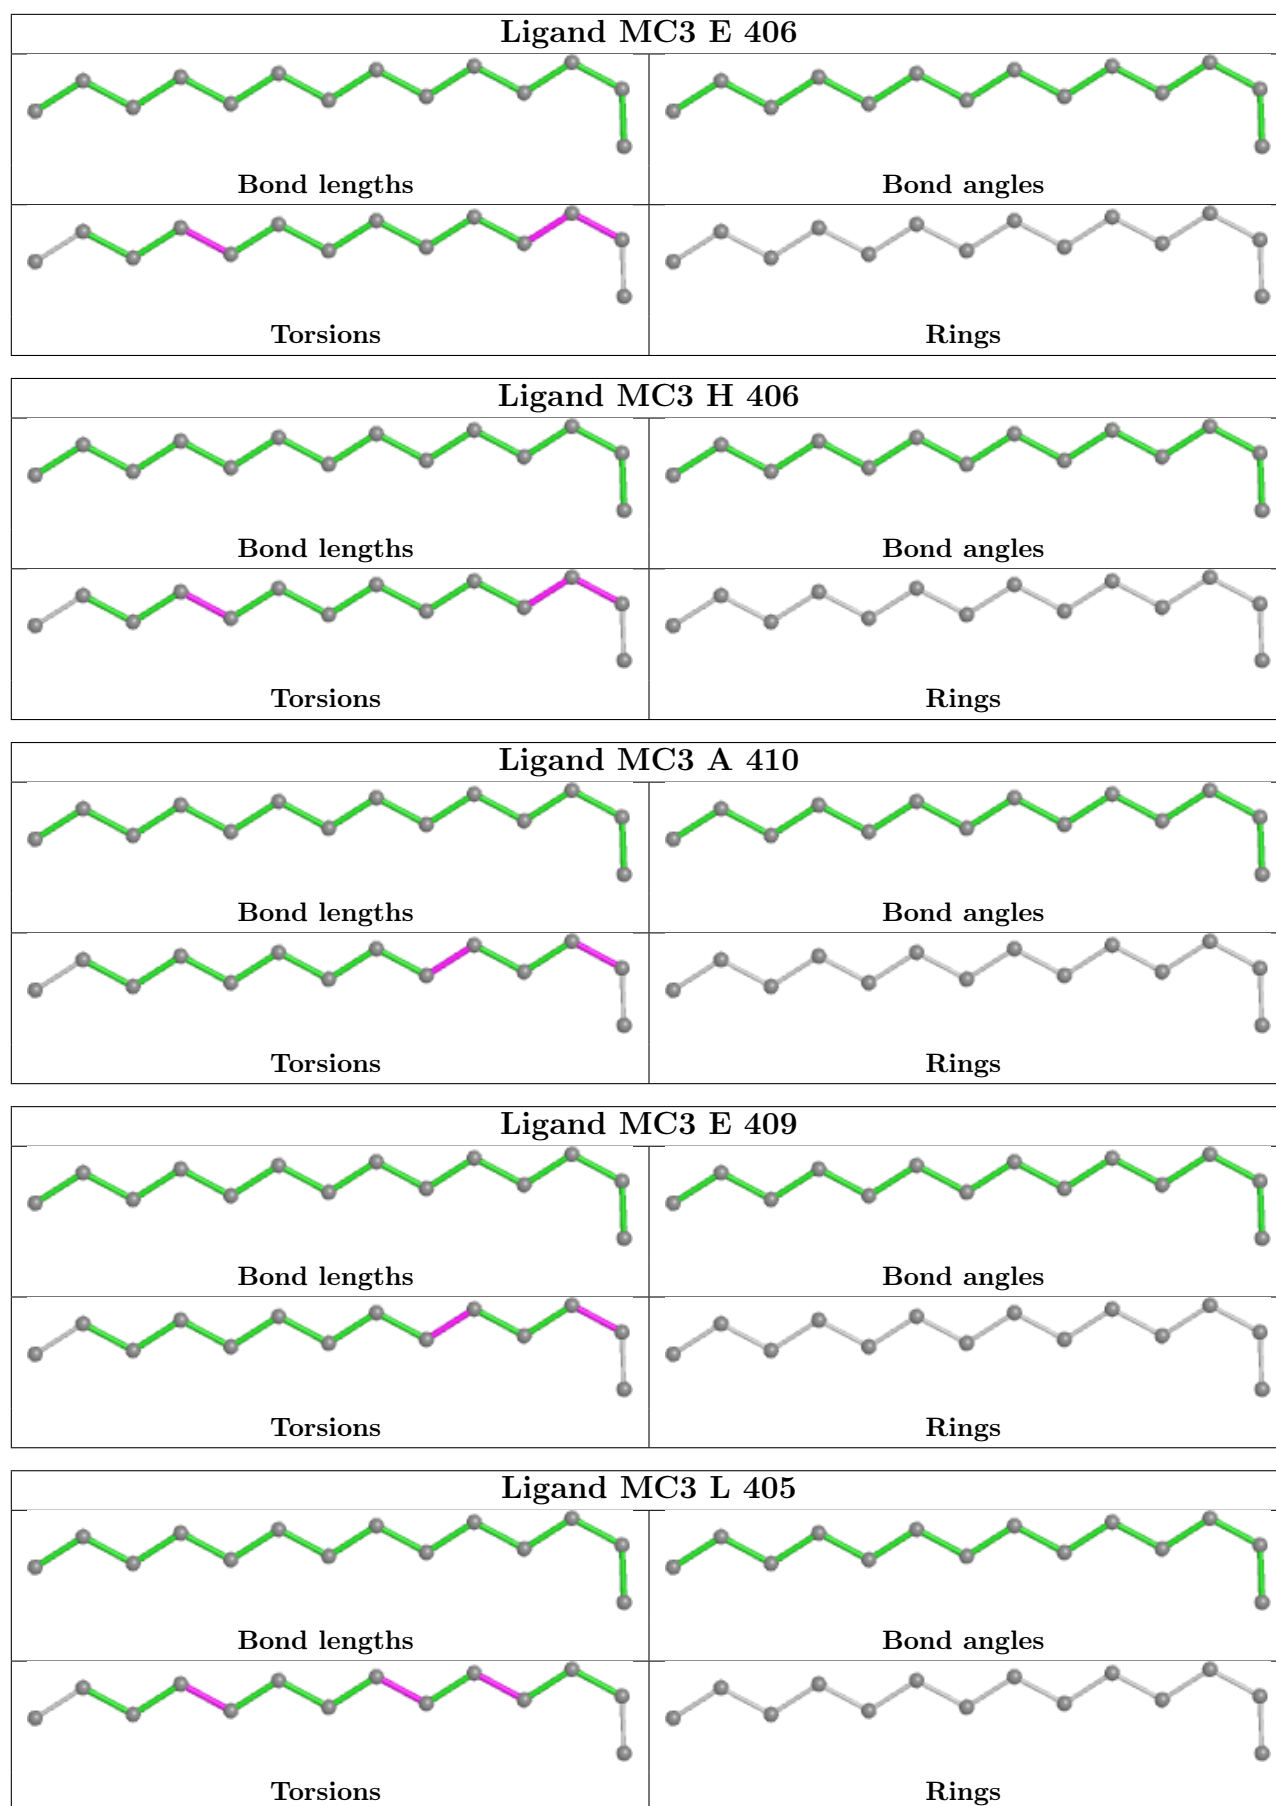 Ligand MC3 E 406
Bond lengths
Bond angles
Torsions
Rings
Ligand MC3 H 406
Bond lengths
Bond angles
Torsions
Rings
Ligand MC3 A 410
Bond lengths
Bond angles
Torsions
Rings
Ligand MC3 E 409
Bond lengths
Bond angles
Torsions
Rings
Ligand MC3 L 405
Bond lengths
Bond angles
Torsions
Rings